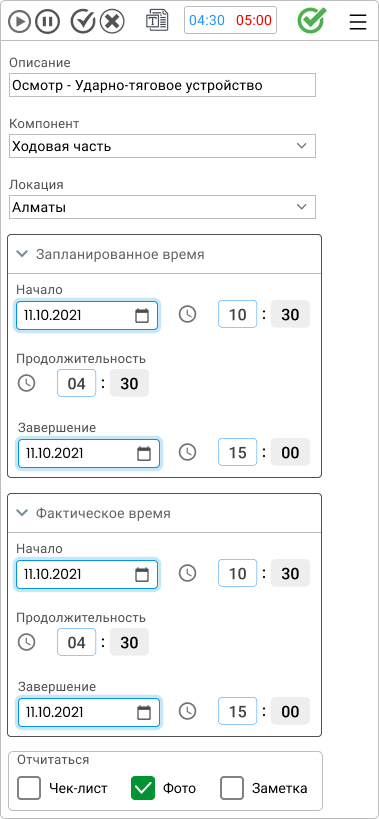 04:30 05:00
Описание
Осмотр - Ударно-тяговое устройство
Компонент
Ходовая часть
Локация
Алматы
Запланированное время
Начало
11.10.2021 10 : 30
Продолжительность
04 : 30
Завершение
11.10.2021 15 : 00
Фактическое время
Начало
11.10.2021 10 : 30
Продолжительность
04 : 30
Завершение
11.10.2021 15 : 00
Отчитаться
Чек-лист Фото Заметка